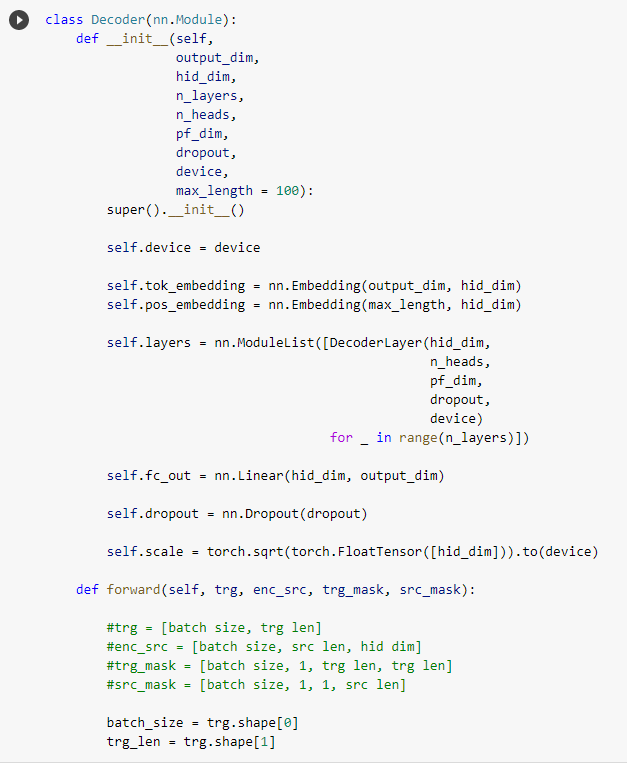 class Decoder(nn.Module):
    def __init__(self,
                 output_dim,
                 hid_dim,
                 n_layers,
                 n_heads,
                 pf_dim,
                 dropout,
                 device,
                 max_length = 100):
        super().__init__()

        self.device = device

        self.tok_embedding = nn.Embedding(output_dim, hid_dim)
        self.pos_embedding = nn.Embedding(max_length, hid_dim)

        self.layers = nn.ModuleList([DecoderLayer(hid_dim,
                                                  n_heads,
                                                  pf_dim,
                                                  dropout,
                                                  device)
                                     for _ in range(n_layers)])

        self.fc_out = nn.Linear(hid_dim, output_dim)

        self.dropout = nn.Dropout(dropout)

        self.scale = torch.sqrt(torch.FloatTensor([hid_dim])).to(device)

    def forward(self, trg, enc_src, trg_mask, src_mask):

        #trg = [batch size, trg len]
        #enc_src = [batch size, src len, hid dim]
        #trg_mask = [batch size, 1, trg len, trg len]
        #src_mask = [batch size, 1, 1, src len]

        batch_size = trg.shape[0]
        trg_len = trg.shape[1]